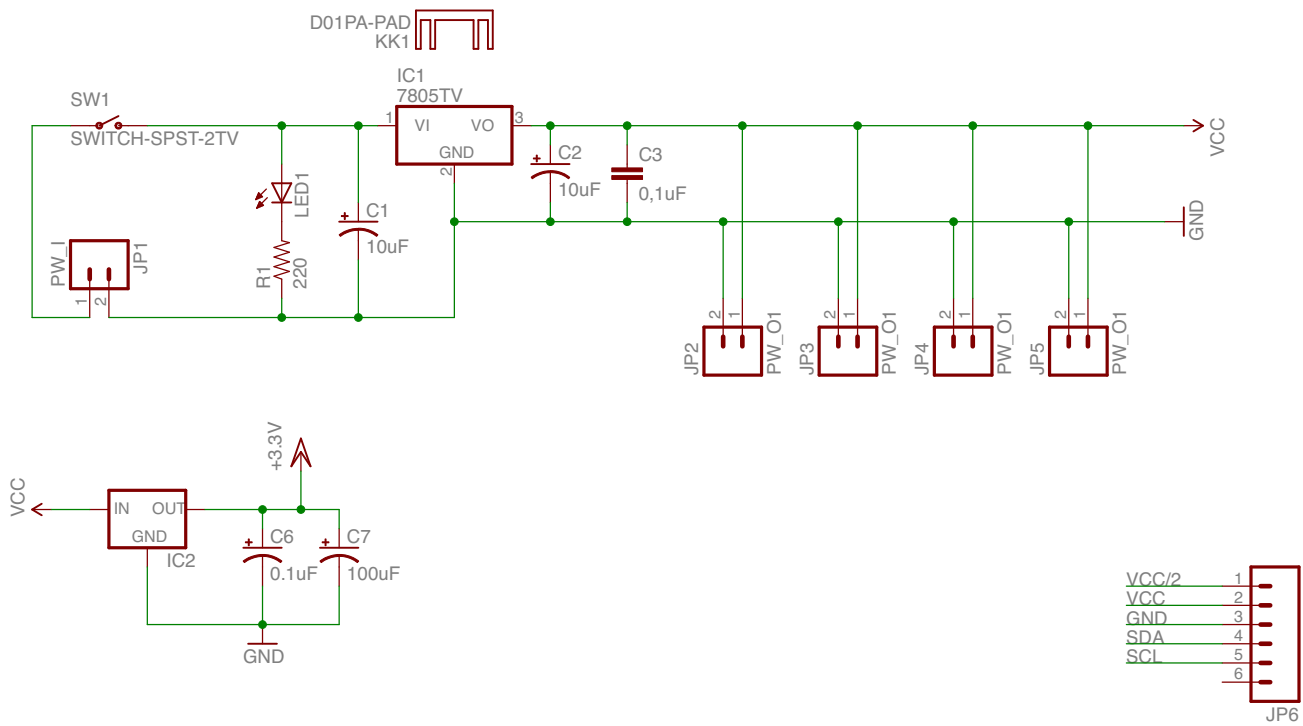 D01PA-PAD
KK1
IC1
7805TV
SW1
SWITCH-SPST-2TV
1
VI
VO
3
GND
2
C2
10uF
C3
0,1uF
VCC
GND
LED1
C1
10uF
R1
220
PW_I
JP1
1
2
JP2
2
1
PW_O1
JP3
2
1
PW_O1
JP4
2
1
PW_O1
JP5
2
1
PW_O1
+3.3V
VCC
IN
OUT
GND
IC2
C6
0.1uF
C7
100uF
GND
VCC/2 1
VCC 2
GND 3
SDA 4
SCL 5
6
JP6